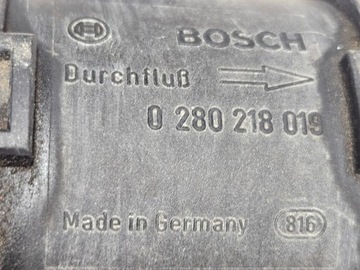 BOSCH
Durchfluß
0 280 218 019
Made in Germany 816